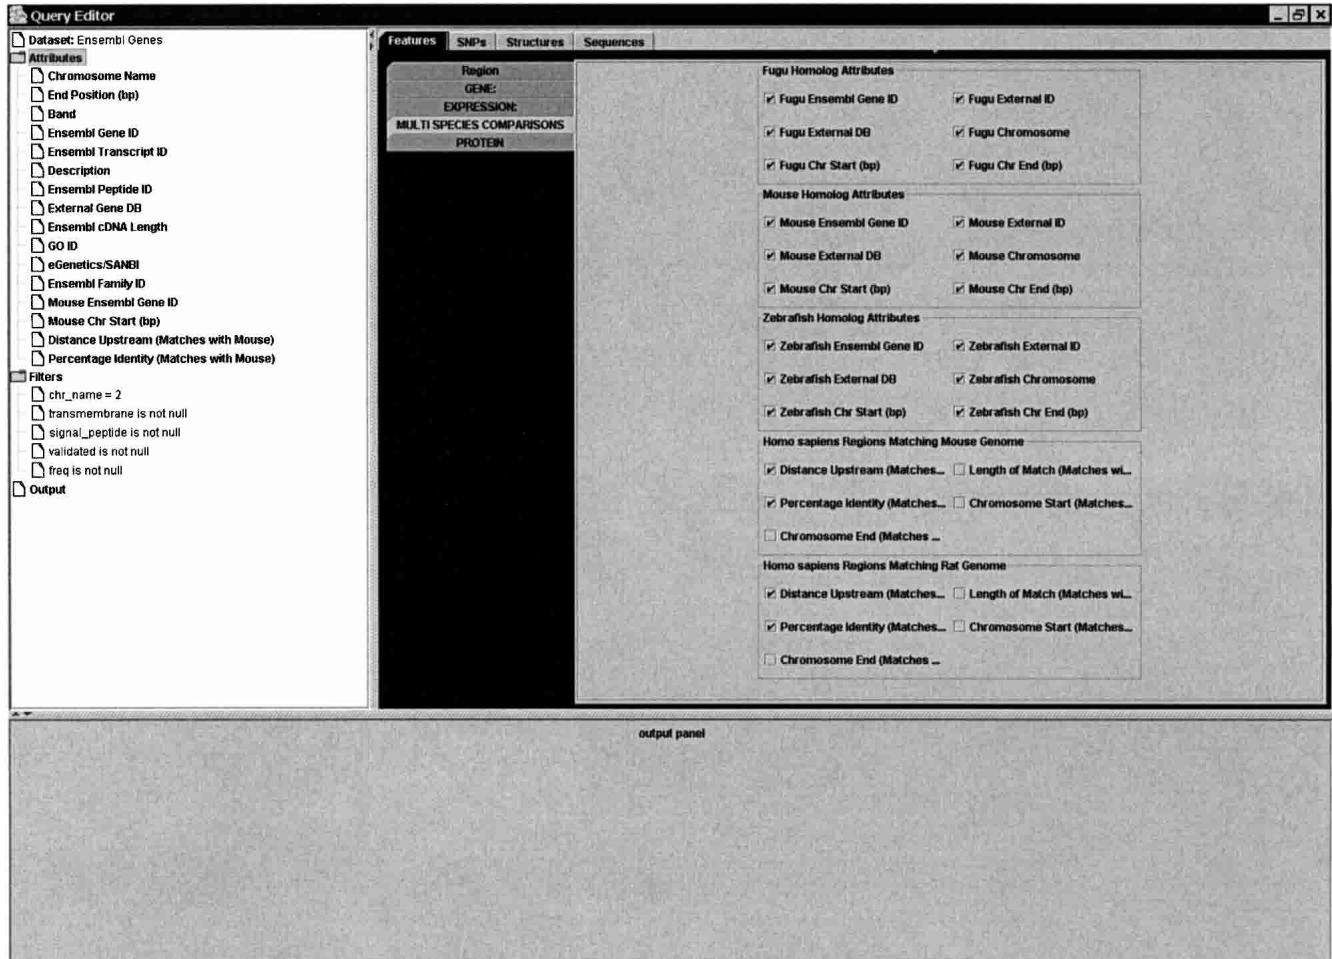 Query Editor
Dataset: Ensembl Genes
Attributes
Chromosome Name
End Position (bp)
Band
Ensembl Gene ID
Ensembl Transcript ID
Description
Ensembl Peptide ID
External Gene DB
Ensembl cDNA Length
GO ID
eGenetics/SANBI
Ensembl Family ID
Mouse Ensembl Gene ID
Mouse Chr Start (bp)
Distance Upstream (Matches with Mouse)
Percentage Identity (Matches with Mouse)
Filters
chr_name = 2
transmembrane is not null
signal_peptide is not null
validated is not null
freq is not null
Output
Features SNPs Structures Sequences
Region
GENE:
EXPRESSION:
MULTI SPECIES COMPARISONS
PROTEIN
Fugu Homolog Attributes
Fugu Ensembl Gene ID Fugu External ID
Fugu External DB Fugu Chromosome
Fugu Chr Start (bp) Fugu Chr End (bp)
Mouse Homolog Attributes
Mouse Ensembl Gene ID Mouse External ID
Mouse External DB Mouse Chromosome
Mouse Chr Start (bp) Mouse Chr End (bp)
Zebrafish Homolog Attributes
Zebrafish Ensembl Gene ID Zebrafish External ID
Zebrafish External DB Zebrafish Chromosome
Zebrafish Chr Start (bp) Zebrafish Chr End (bp)
Homo sapiens Regions Matching Mouse Genome
Distance Upstream (Matches... Length of Match (Matches wi...
Percentage Identity (Matches... Chromosome Start (Matches...
Chromosome End (Matches ...
Homo sapiens Regions Matching Rat Genome
Distance Upstream (Matches... Length of Match (Matches wi...
Percentage Identity (Matches... Chromosome Start (Matches...
Chromosome End (Matches ...
output panel